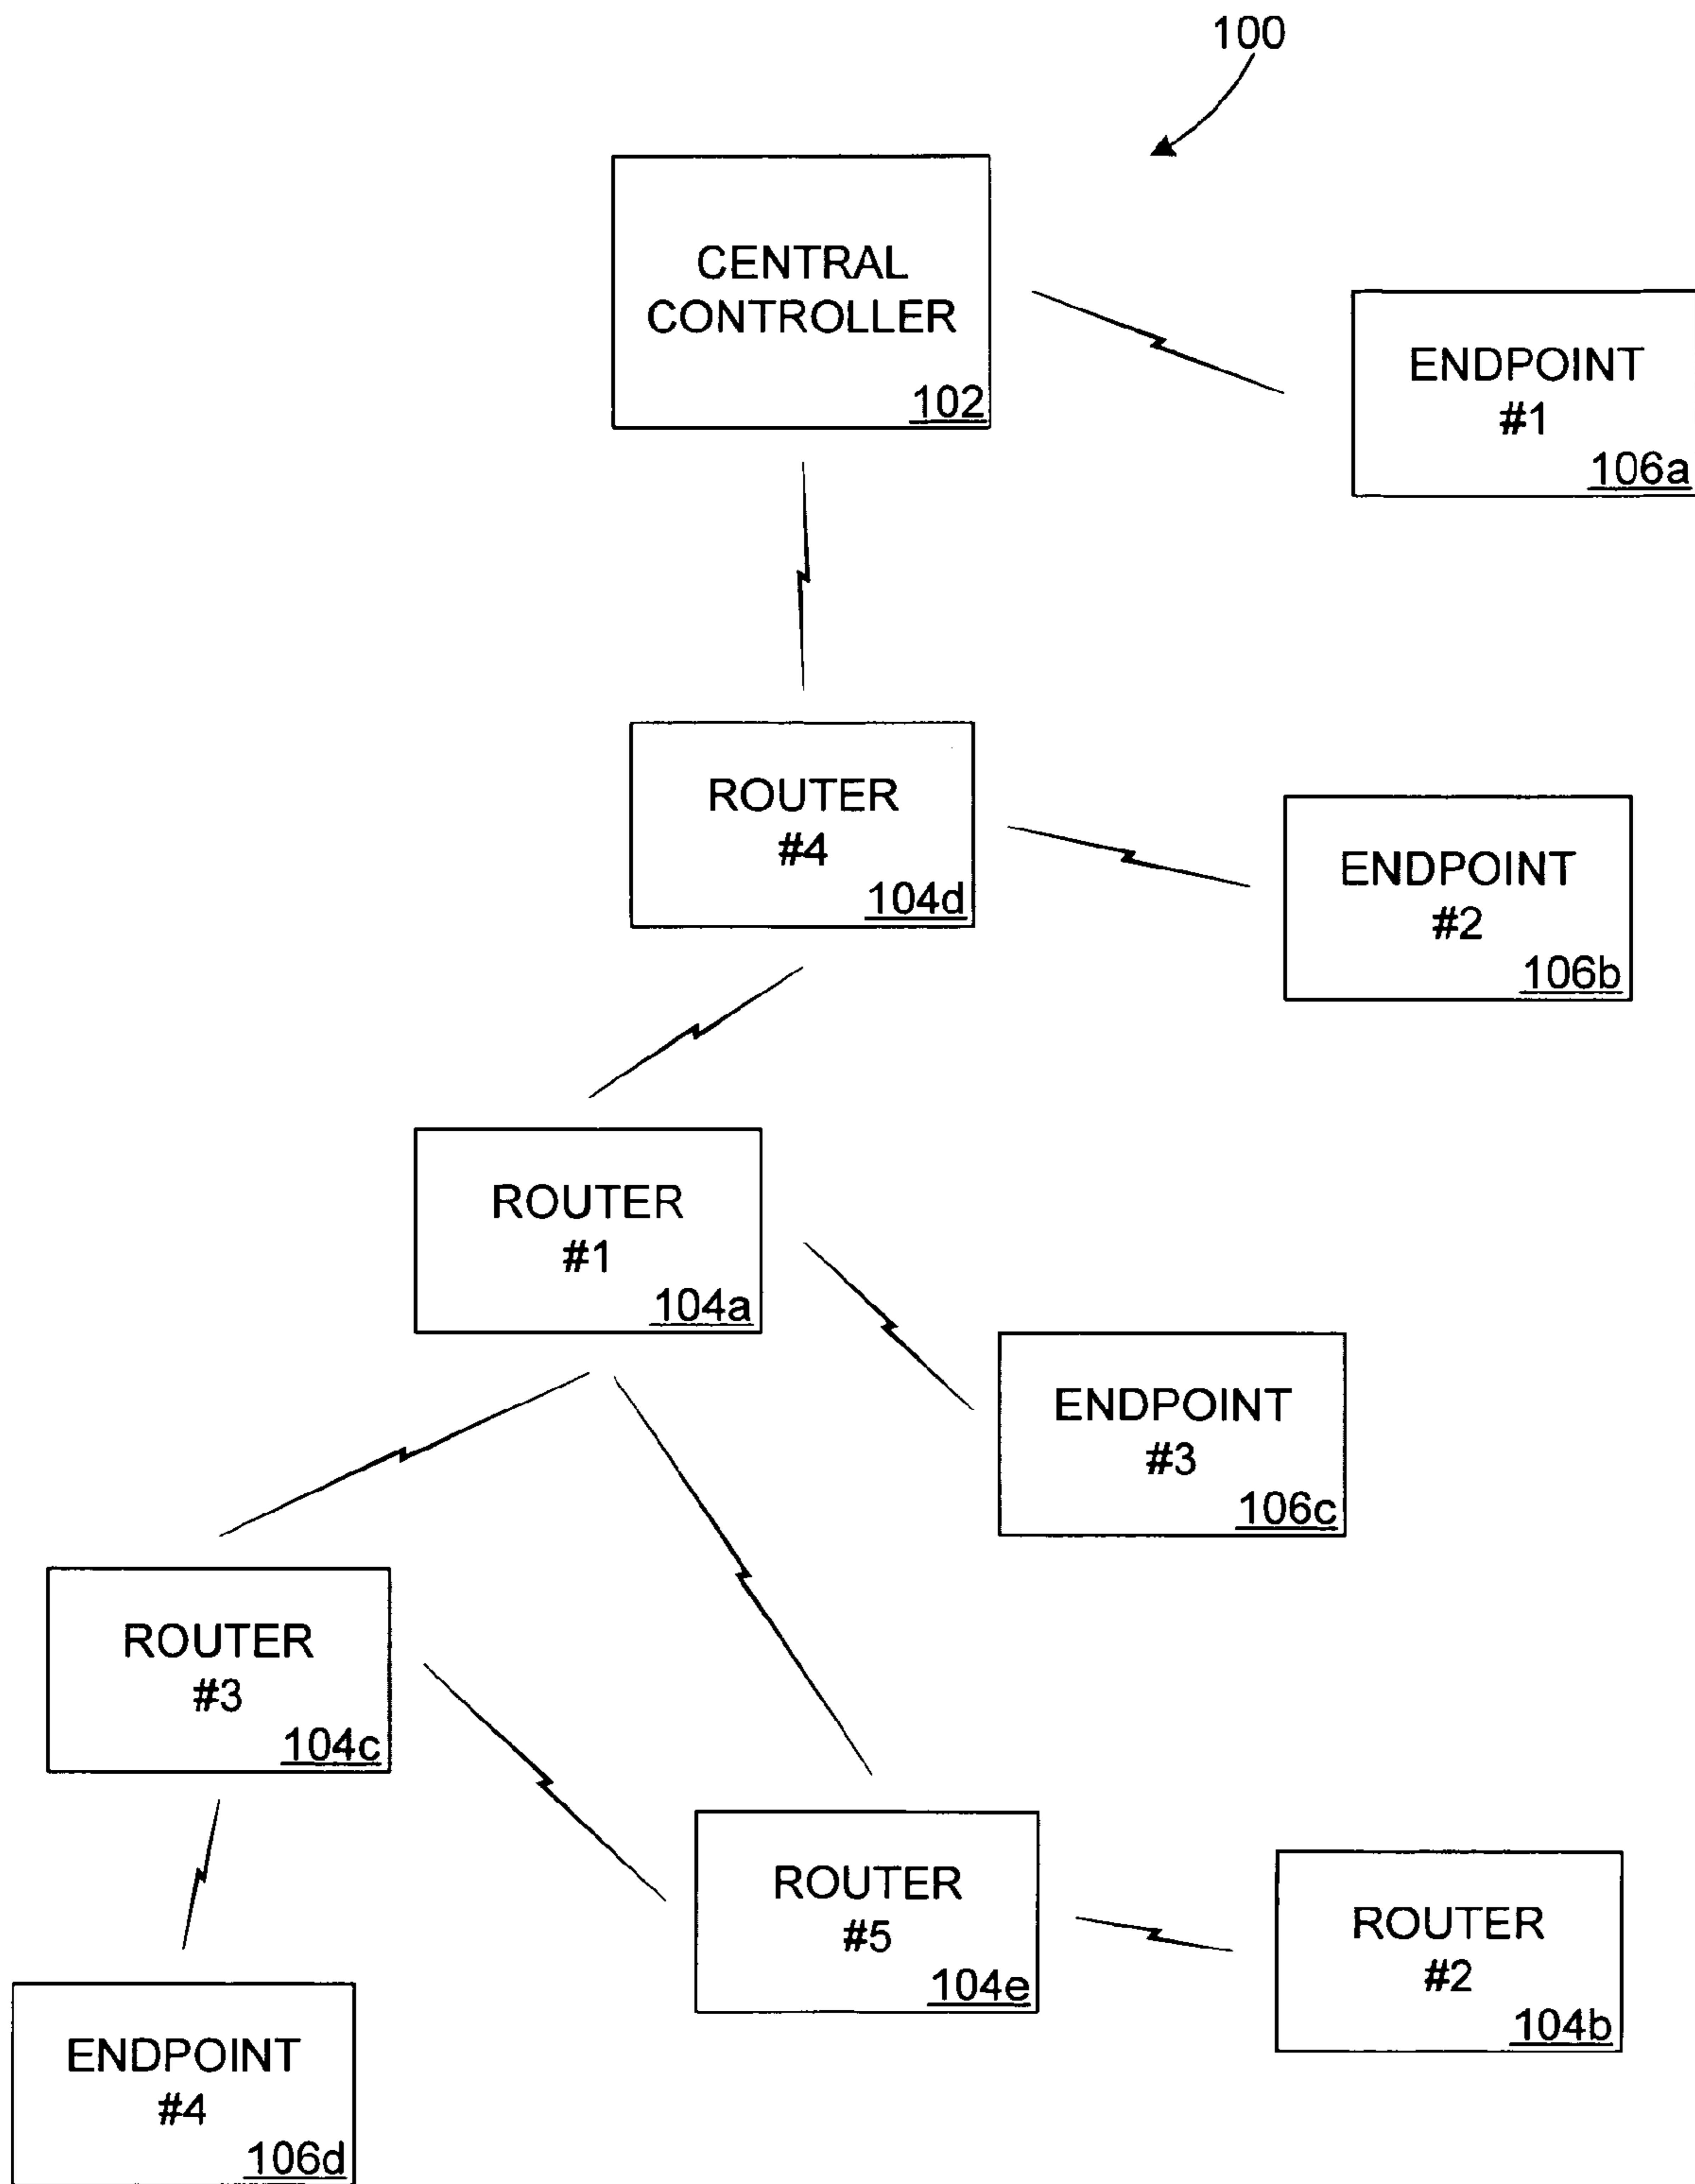 100
CENTRAL
CONTROLLER
102
ENDPOINT
#1
106a
ROUTER
#4
104d
ENDPOINT
#2
106b
ROUTER
#1
104a
ENDPOINT
#3
106c
ROUTER
#3
104c
ROUTER
#5
104e
ROUTER
#2
104b
ENDPOINT
#4
106d